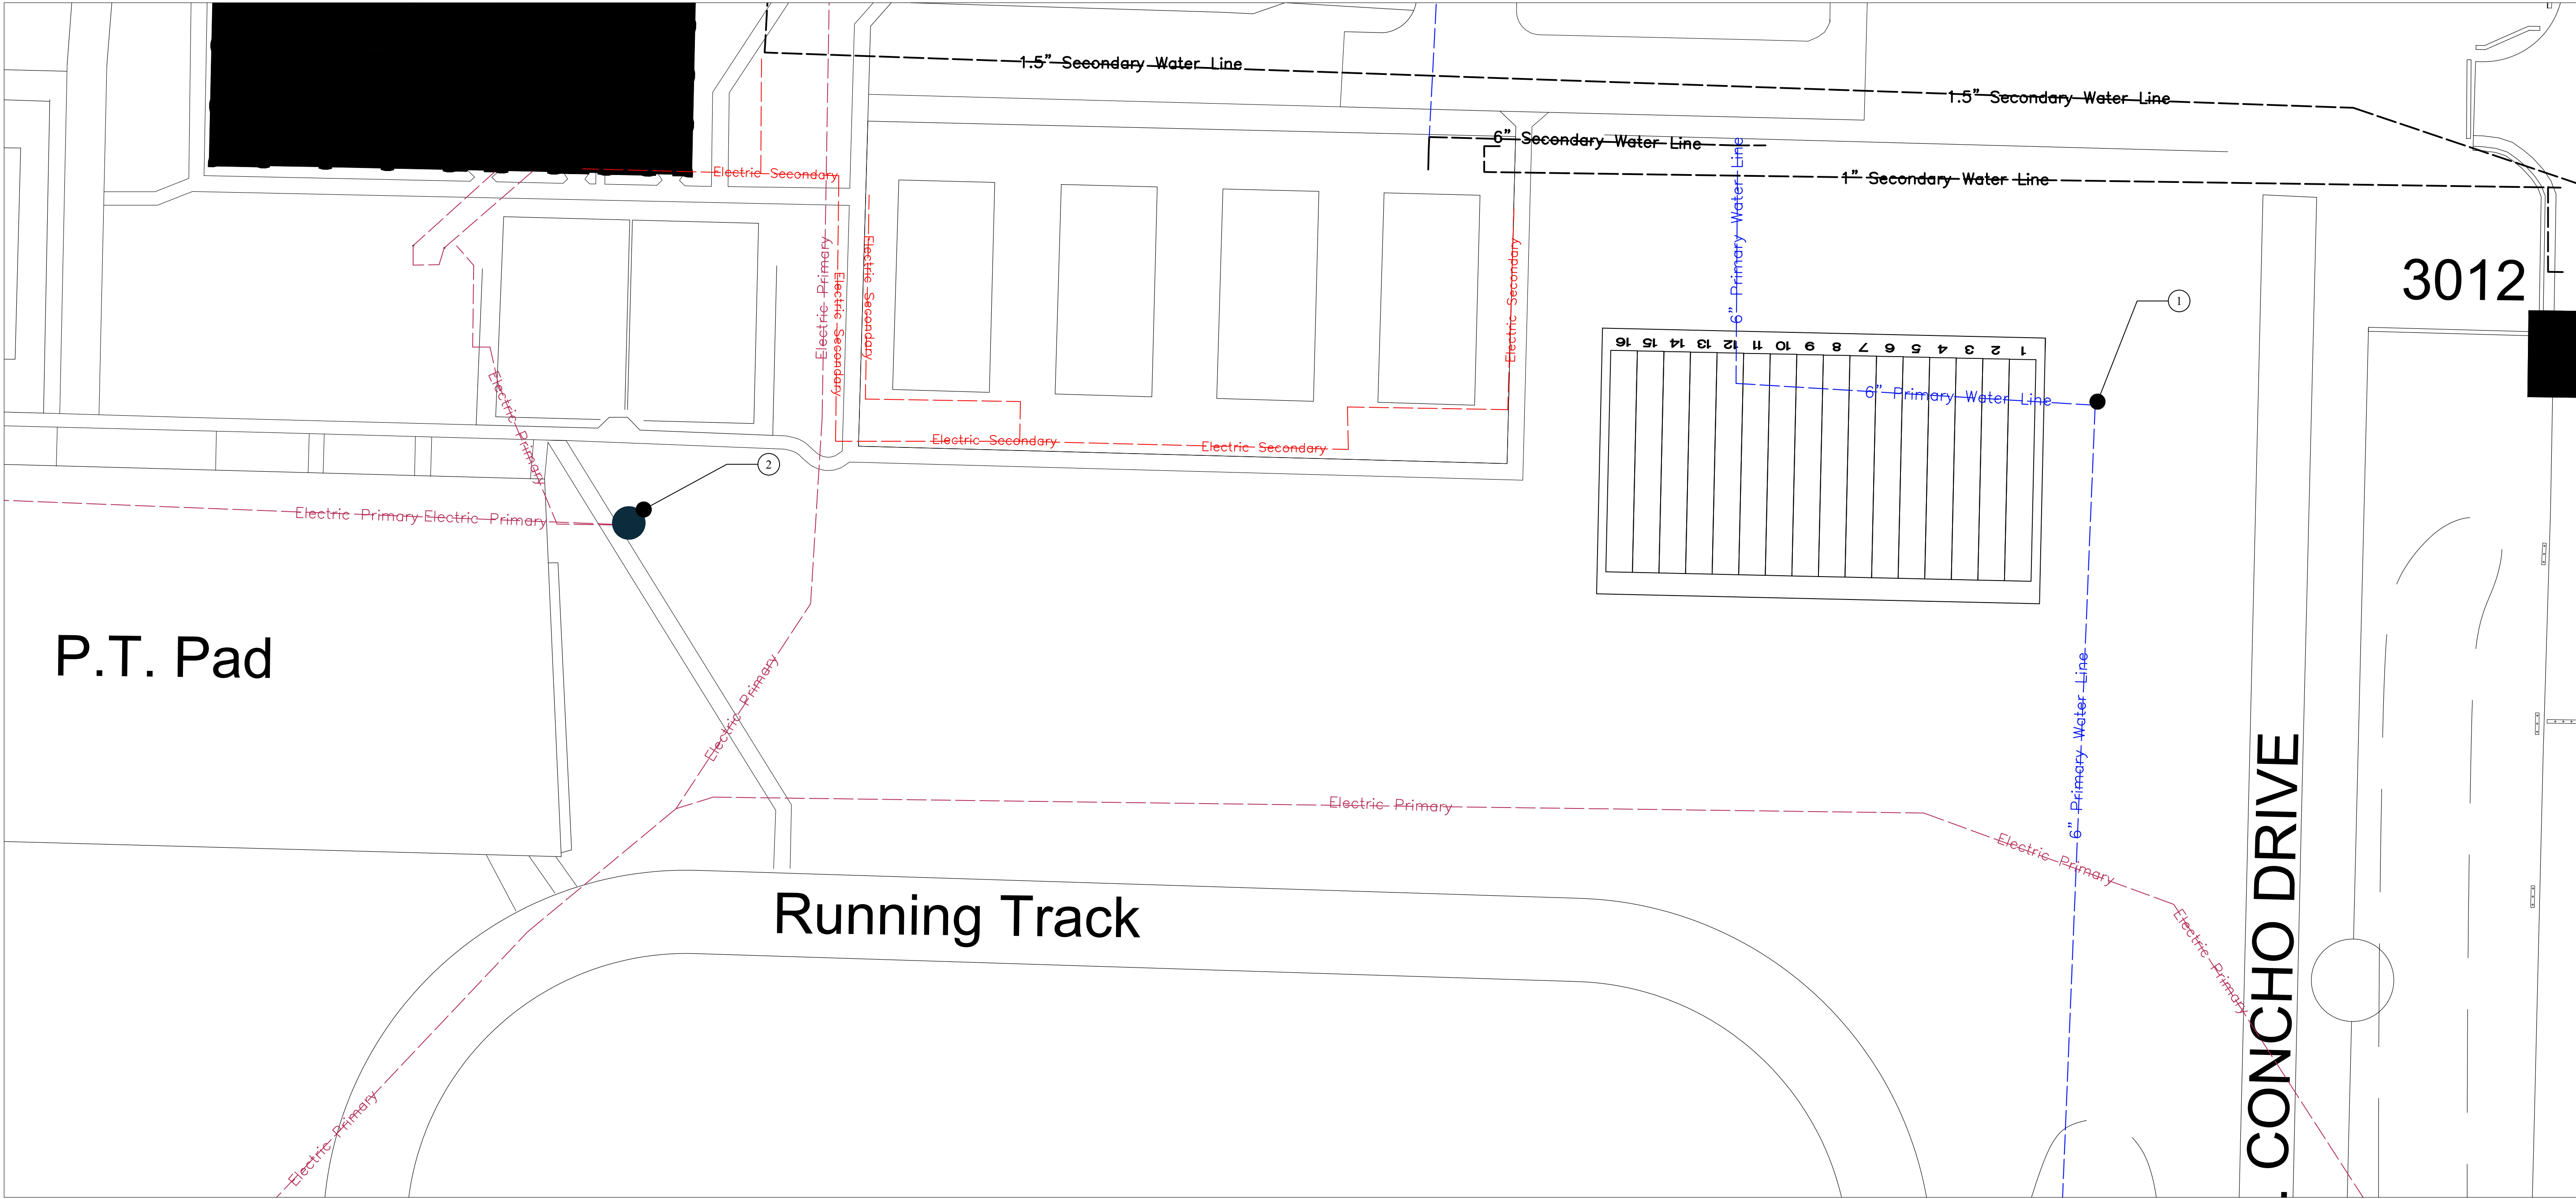 1.5” Secondary Water Line
1.5” Secondary Water Line
6” Secondary Water Line
1” Secondary Water Line
Electric Secondary
Electric Primary
Electric Secondary
Electric Secondary
Electric Secondary
6” Primary Water Line
3012
1
16 15 14 13 12 11 10 9 8 7 6 5 4 3 2 1
6” Primary Water Line
Electric Primary
Electric Secondary
Electric Secondary
2
Electric Primary
Electric Primary
P.T. Pad
Electric Primary
6” Primary Water Line
Electric Primary
Electric Primary
Running Track
Electric Primary
CONCHO DRIVE
Electric Primary